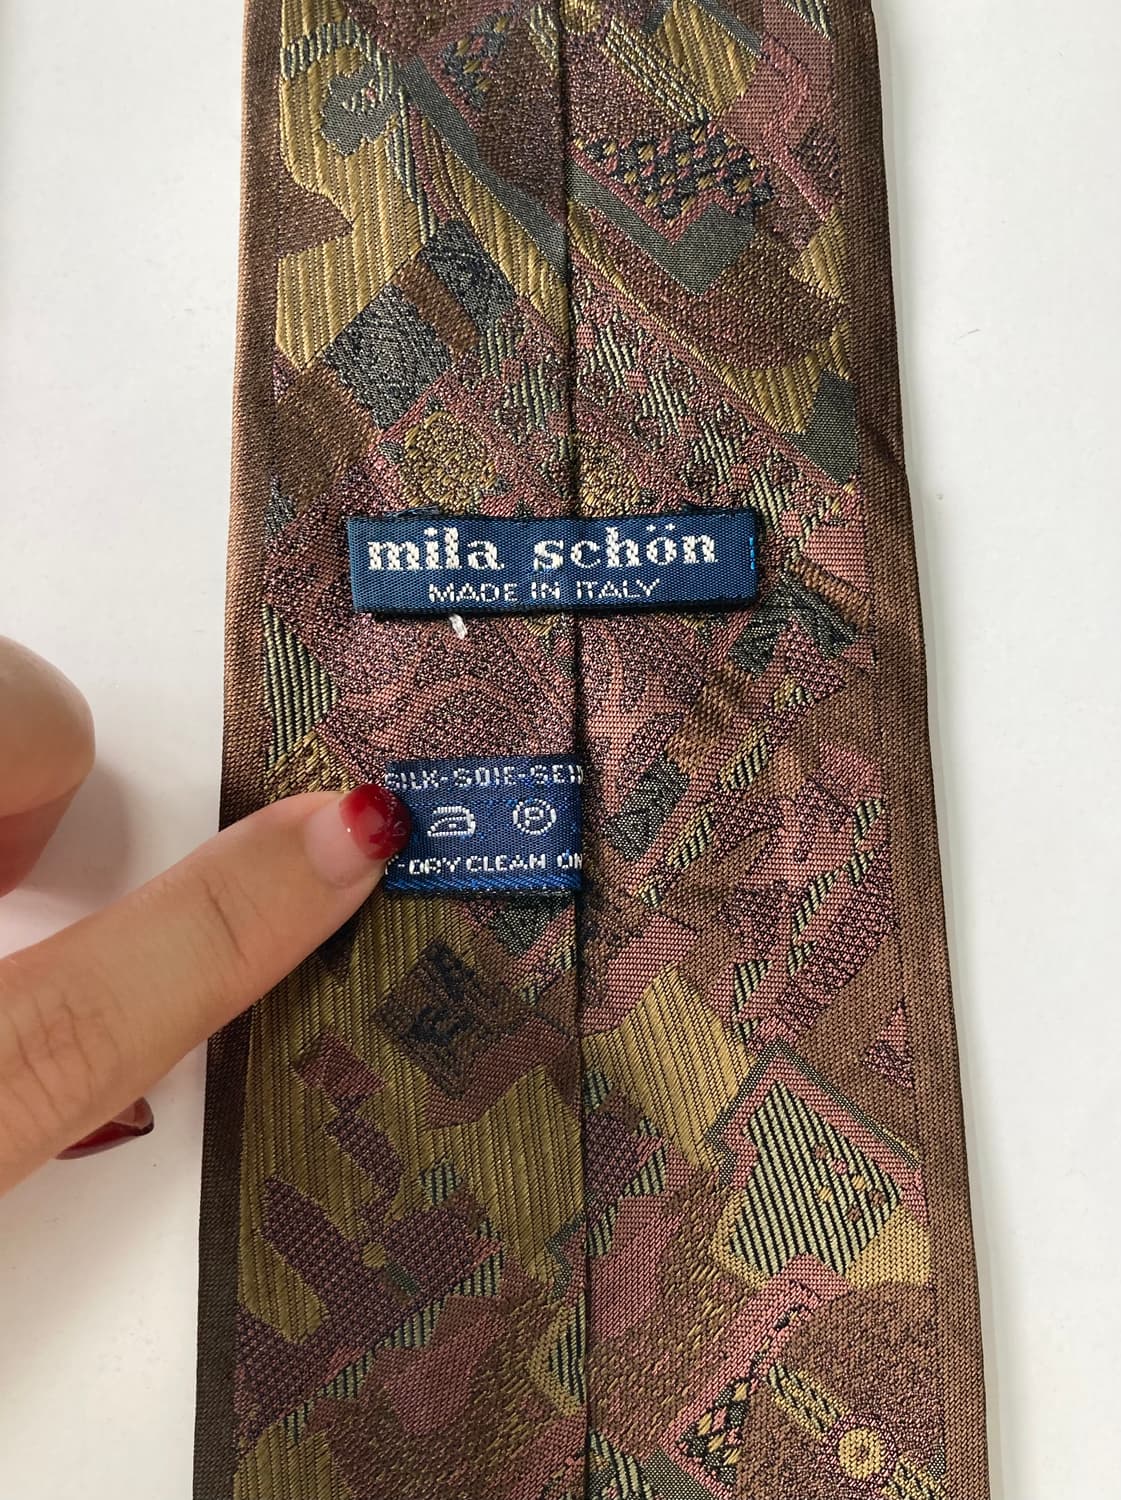 mila schön
MADE IN ITALY
SILK-SOIE-SEID
P
Y-DRY CLEAN ON